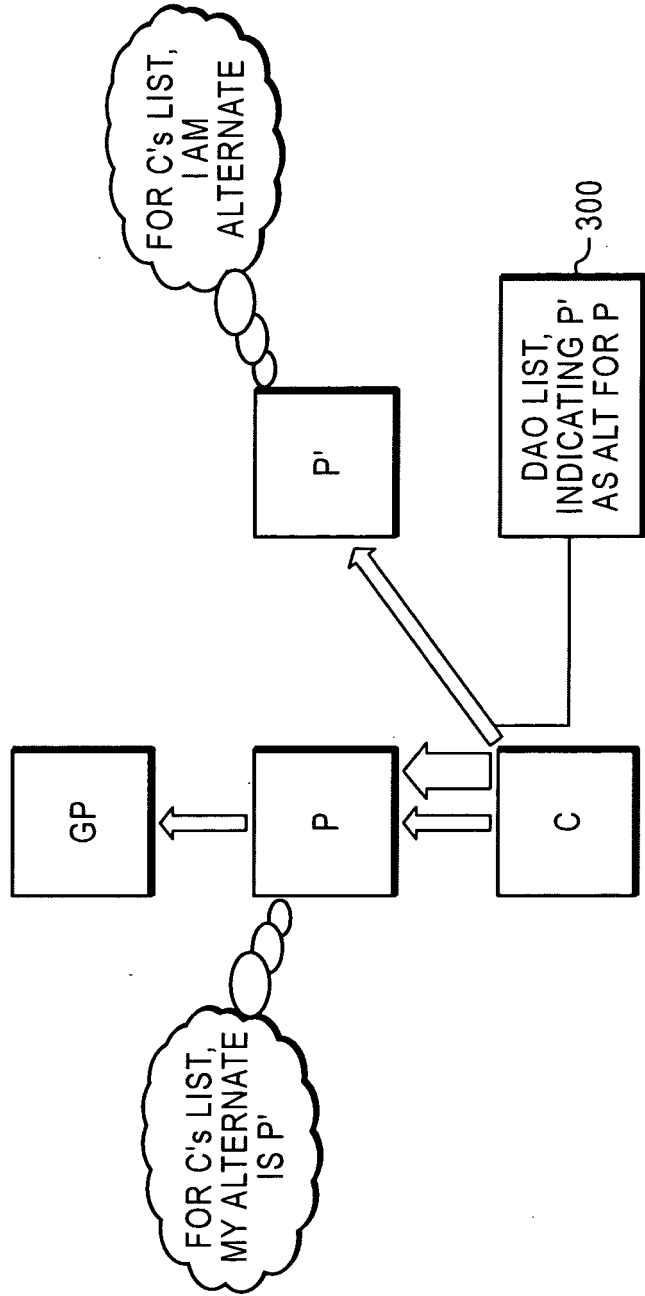 FOR C's LIST,
MY ALTERNATE
IS P'
GP
P
C
P'
FOR C's LIST,
I AM
ALTERNATE
DAO LIST,
INDICATING P'
AS ALT FOR P
300